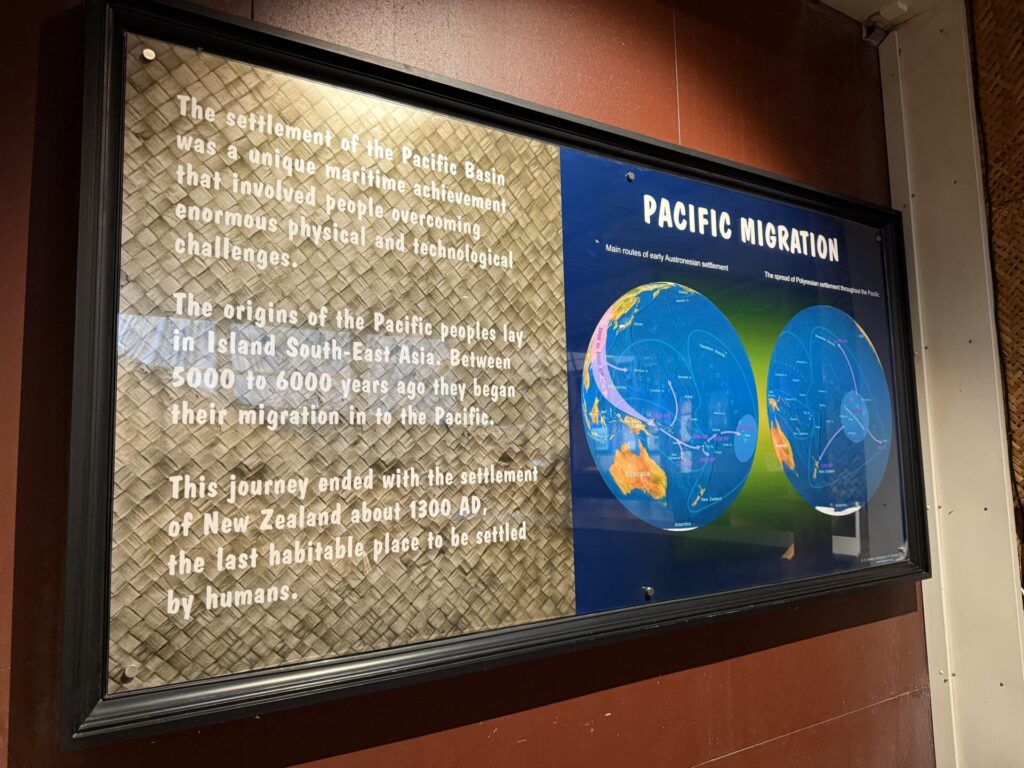 The settlement of the Pacific Basin
was a unique maritime achievement
that involved people overcoming
enormous physical and technological
challenges.
The origins of the Pacific peoples lay
in Island South-East Asia. Between
5000 to 6000 years ago they began
their migration in to the Pacific.
This journey ended with the settlement
of New Zealand about 1300 AD,
the last habitable place to be settled
by humans.
PACIFIC MIGRATION
Main routes of early Austronesian settlement
The spread of Polynesian settlement throughout the Pacific
Japan
Australia
New Zealand
Antarctica
New Zealand